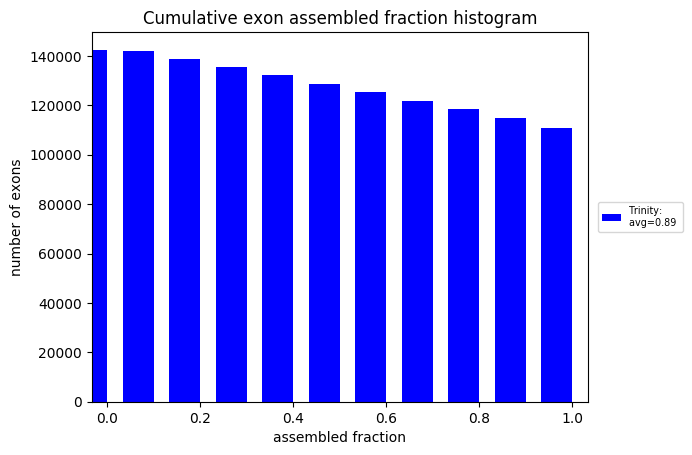 Cumulative exon assembled fraction histogram
number of exons
140000
120000
100000
80000
60000
40000
20000
0
0.0 0.2 0.4 0.6 0.8 1.0
assembled fraction
Trinity:
avg=0.89